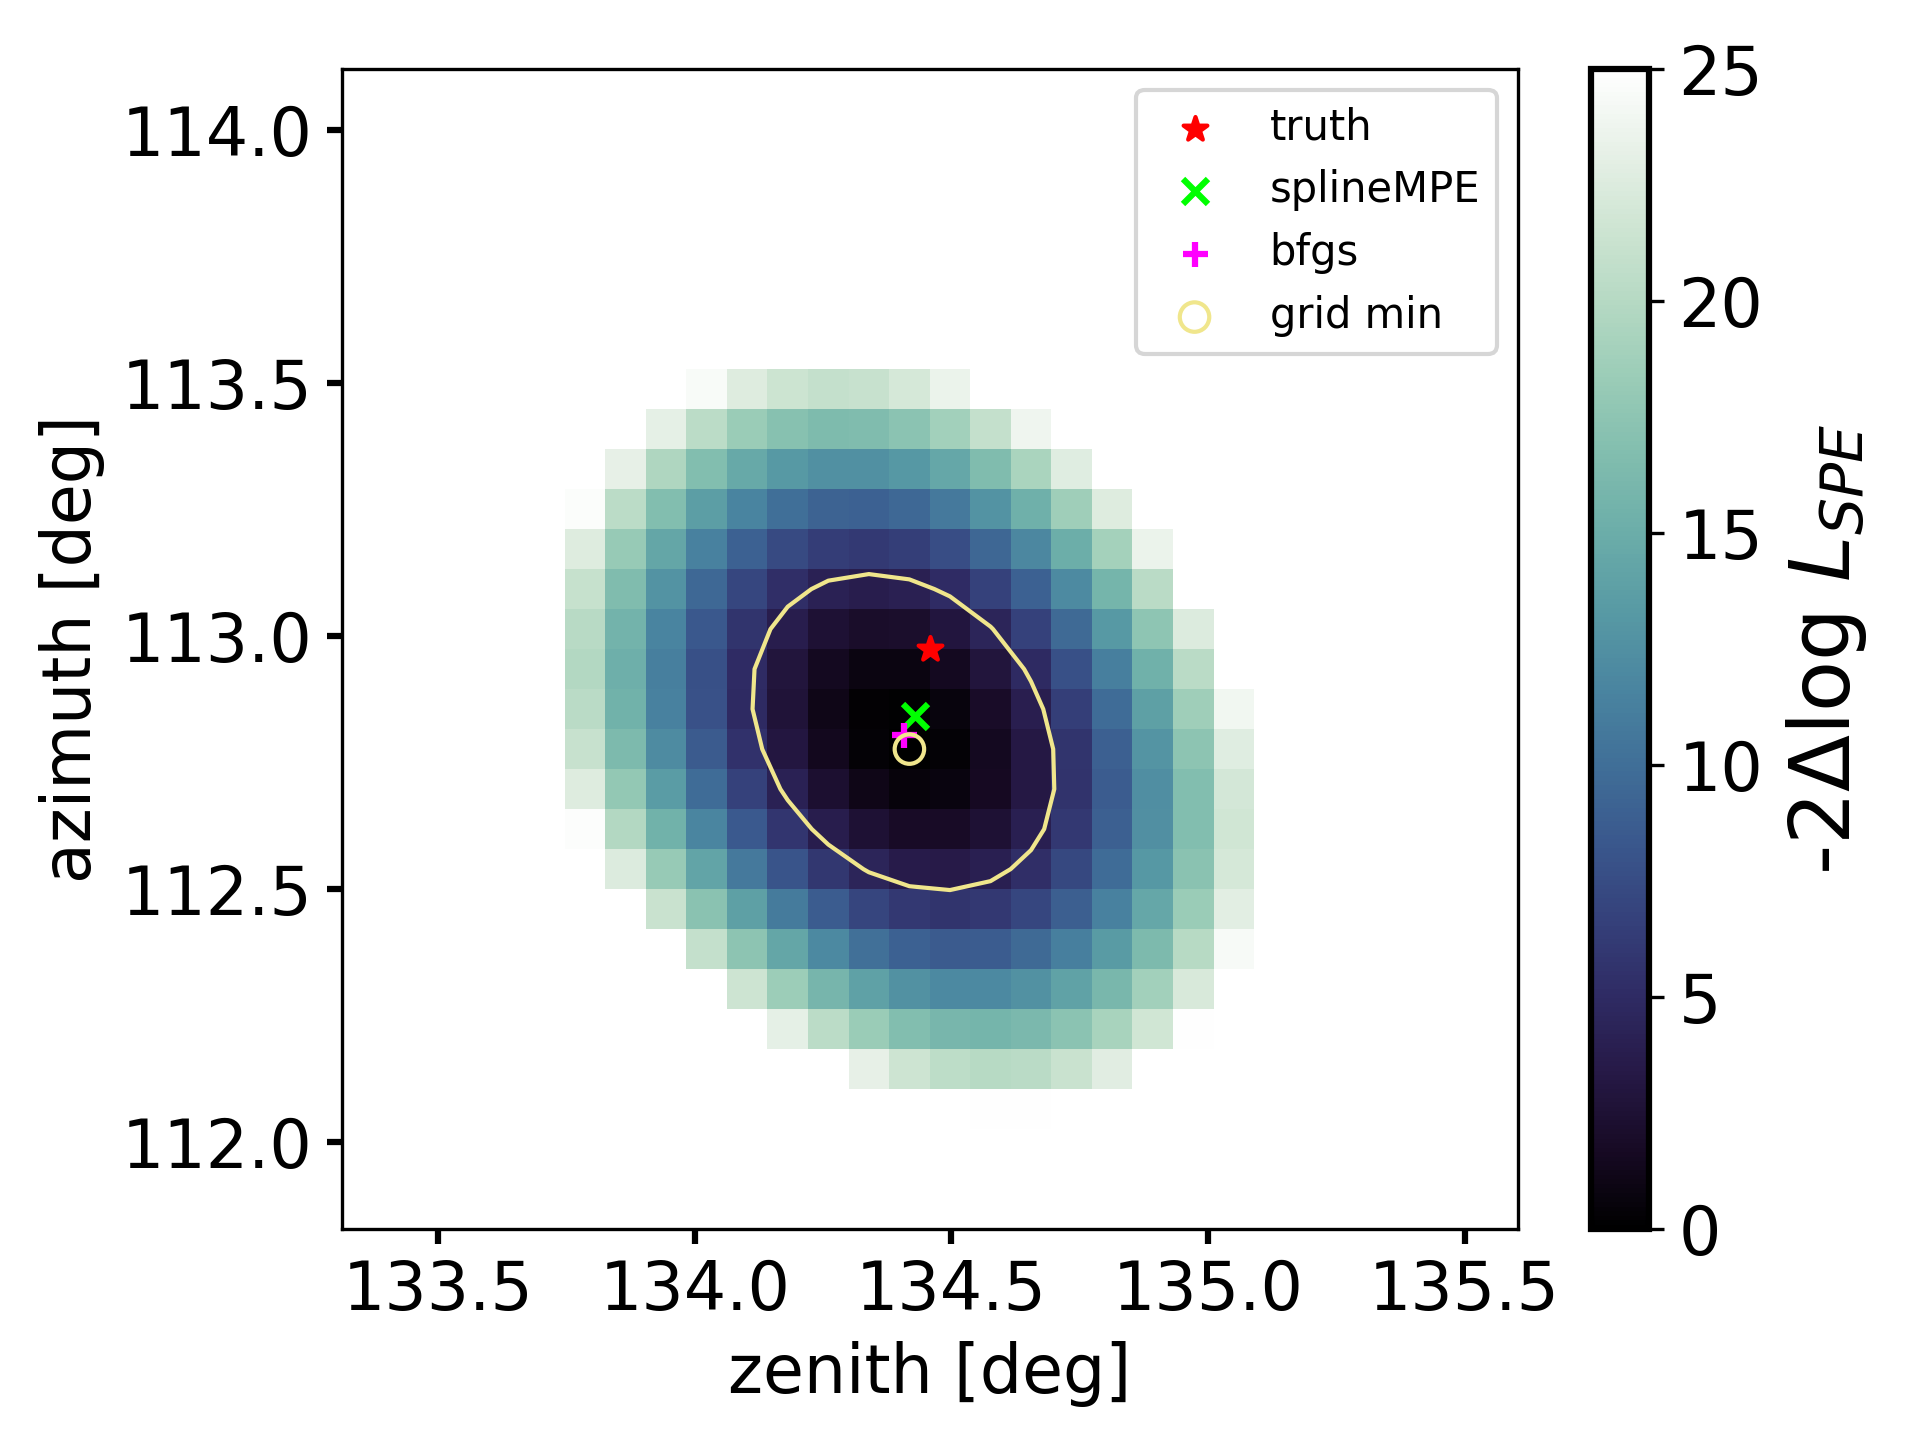 truth
splineMPE
bfgs
grid min
114.0
113.5
113.0
112.5
112.0
azimuth [deg]
133.5 134.0 134.5 135.0 135.5
zenith [deg]
25
20
15
10
5
0
-2Δlog L_SPE